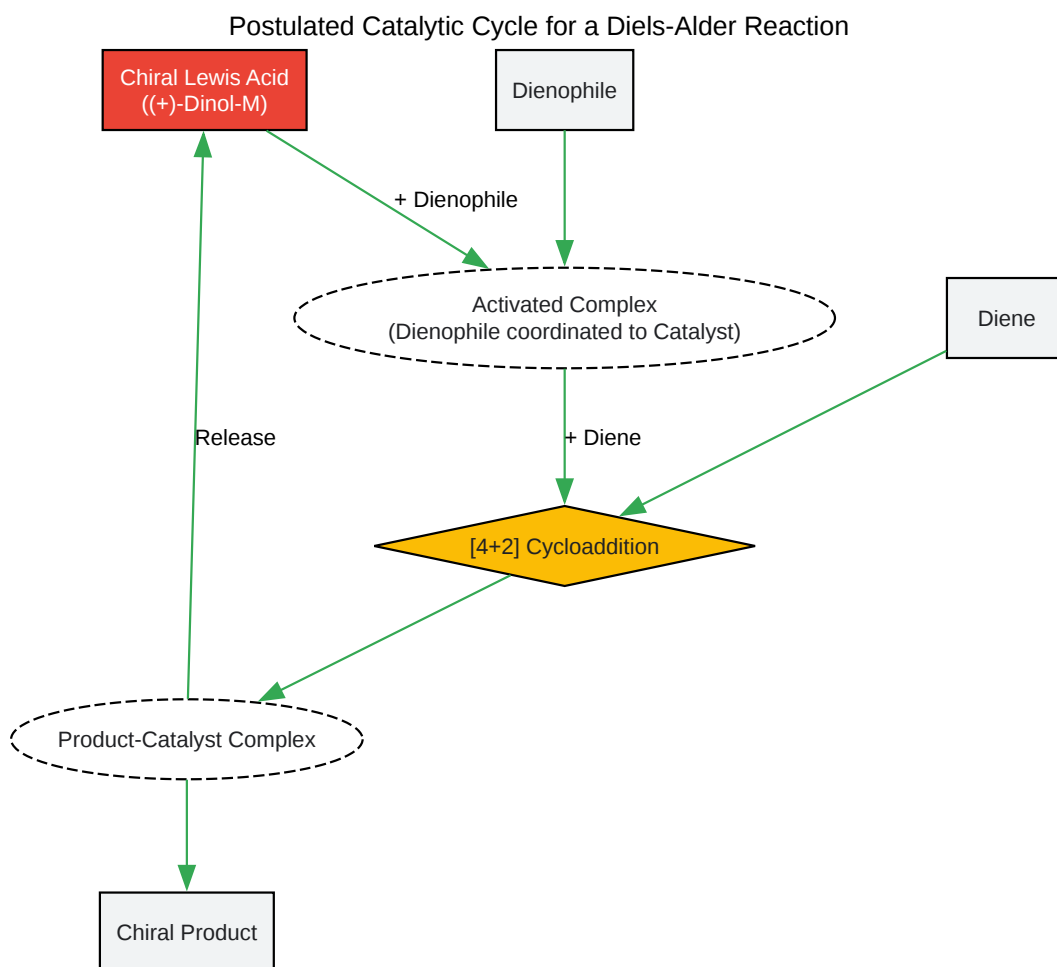 Postulated Catalytic Cycle for a Diels-Alder Reaction
Chiral Lewis Acid
((+)-Dinol-M)
Dienophile
+ Dienophile
Activated Complex
(Dienophile coordinated to Catalyst)
Diene
Release
+ Diene
[4+2] Cycloaddition
Product-Catalyst Complex
Chiral Product